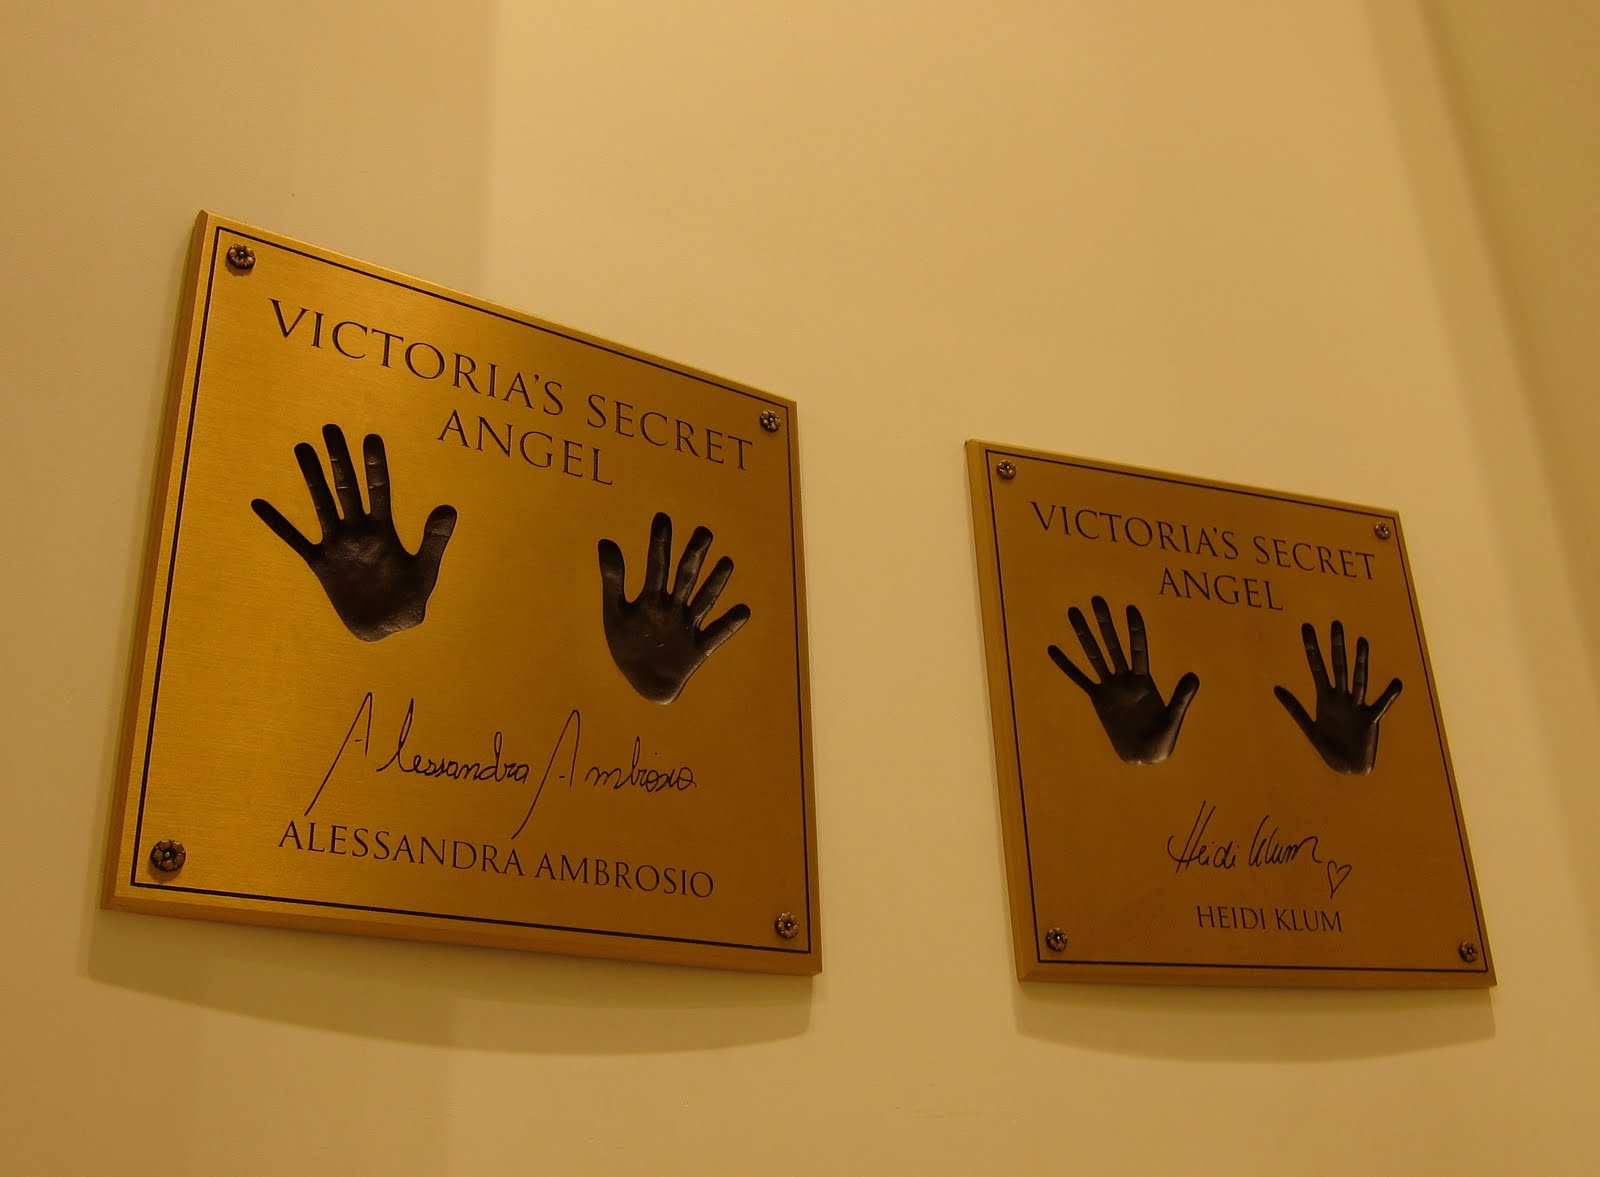 VICTORIA'S SECRET
ANGEL
Alessandra Ambrosio
ALESSANDRA AMBROSIO
VICTORIA'S SECRET
ANGEL
Heidi Klum
HEIDI KLUM